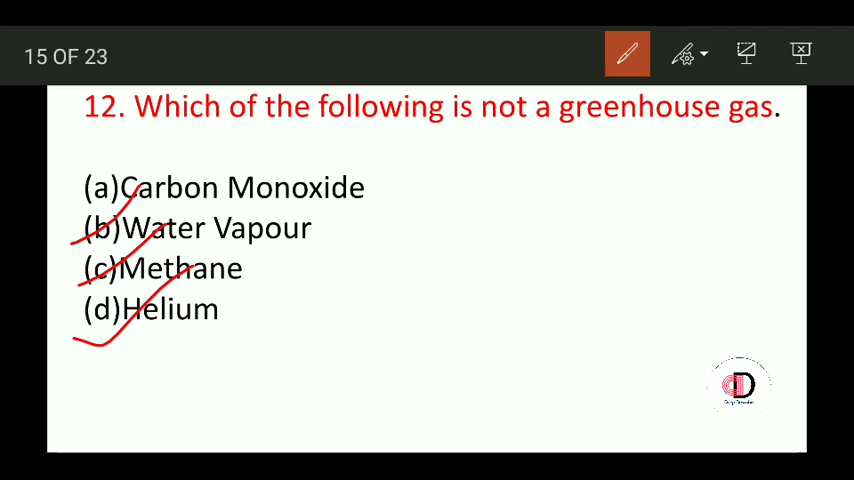 15 OF 23
12. Which of the following is not a greenhouse gas.
(a)Carbon Monoxide
(b)Water Vapour
(c)Methane
(d)Helium